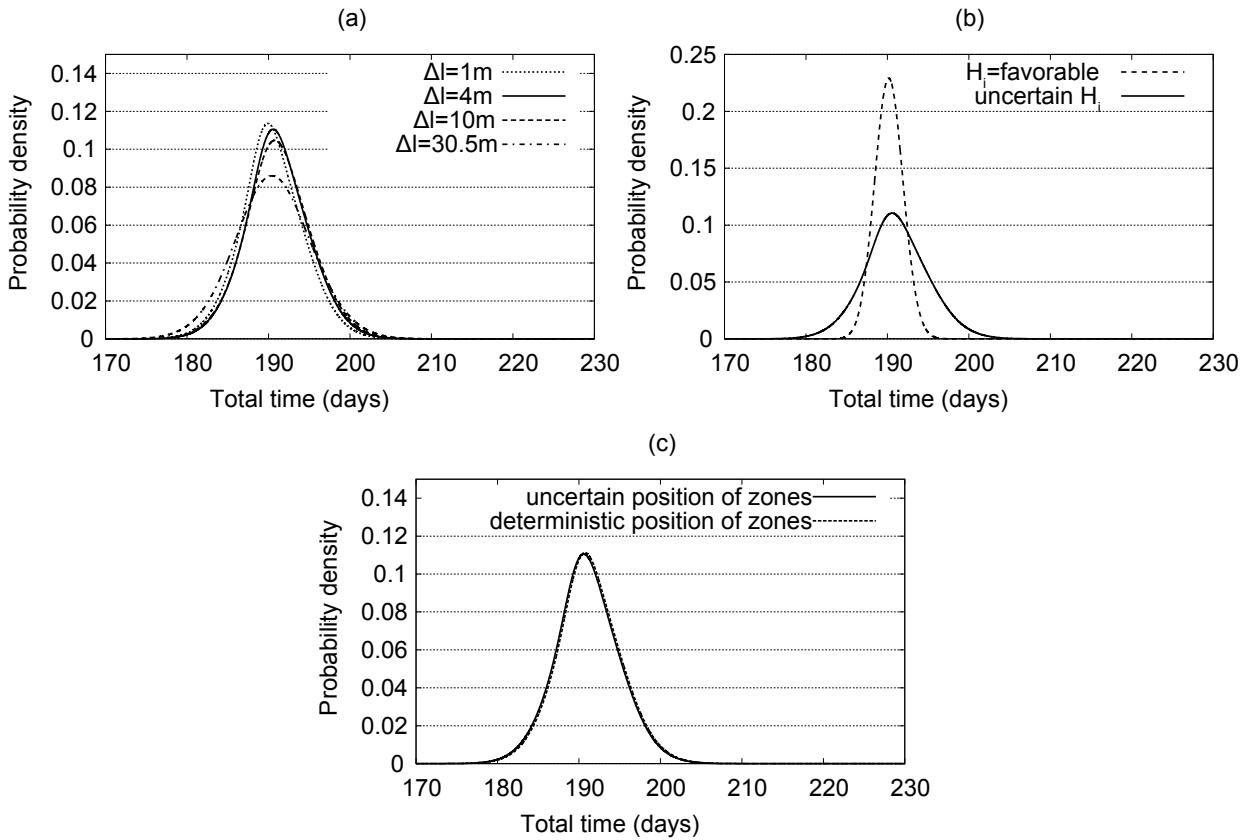 (a)
Probability density
0.14
0.12
0.1
0.08
0.06
0.04
0.02
0
Δl=1m
Δl=4m
Δl=10m
Δl=30.5m
170 180 190 200 210 220 230
Total time (days)
(b)
Probability density
0.25
0.2
0.15
0.1
0.05
0
H_i=favorable
uncertain H_i
170 180 190 200 210 220 230
Total time (days)
(c)
Probability density
0.14
0.12
0.1
0.08
0.06
0.04
0.02
0
uncertain position of zones
deterministic position of zones
170 180 190 200 210 220 230
Total time (days)